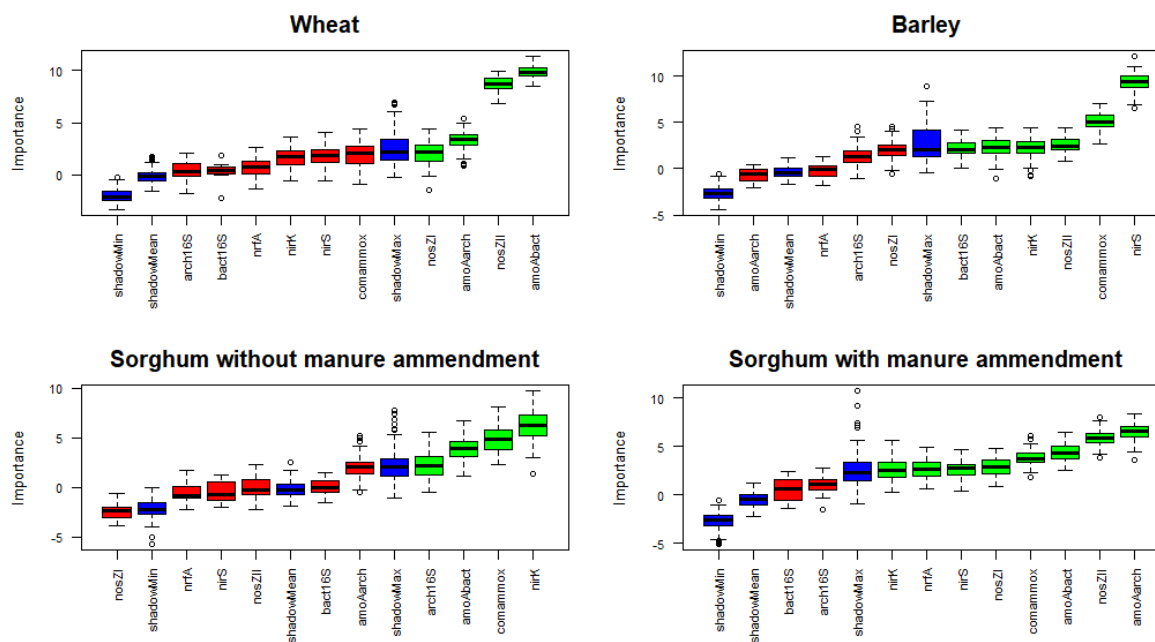 Wheat
Importance
10
5
0
shadowMin
shadowMean
arch16S
bact16S
nrfA
nirK
nirS
comammox
shadowMax
nosZI
amoAarch
nosZII
amoAbact
Barley
Importance
10
5
0
-5
shadowMin
amoAarch
shadowMean
nrfA
arch16S
nosZI
shadowMax
bact16S
amoAbact
nirK
nosZII
comammox
nirS
Sorghum without manure ammendment
Importance
10
5
0
-5
nosZI
shadowMin
nrfA
nirS
nosZII
shadowMean
bact16S
amoAarch
shadowMax
arch16S
amoAbact
comammox
nirK
Sorghum with manure ammendment
Importance
10
5
0
-5
shadowMin
shadowMean
bact16S
arch16S
shadowMax
nirK
nrfA
nirS
nosZI
comammox
amoAbact
nosZII
amoAarch